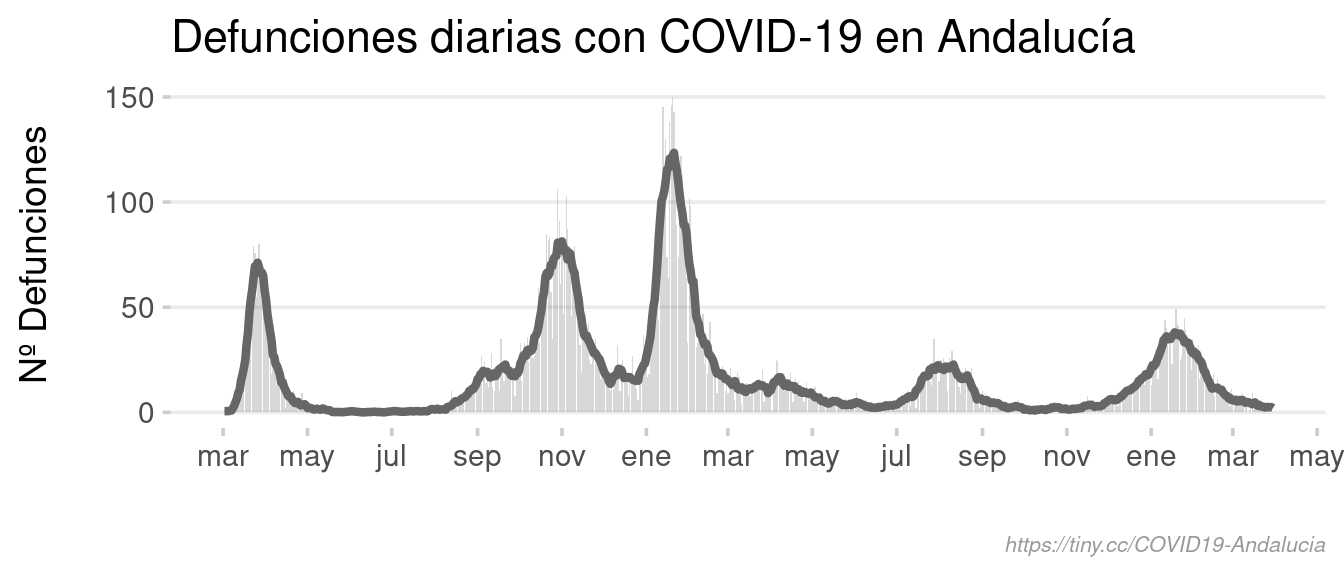 Defunciones diarias con COVID-19 en Andalucía
Nº Defunciones
150
100
50
0
mar may jul sep nov ene mar may jul sep nov ene mar may
https://tiny.cc/COVID19-Andalucia